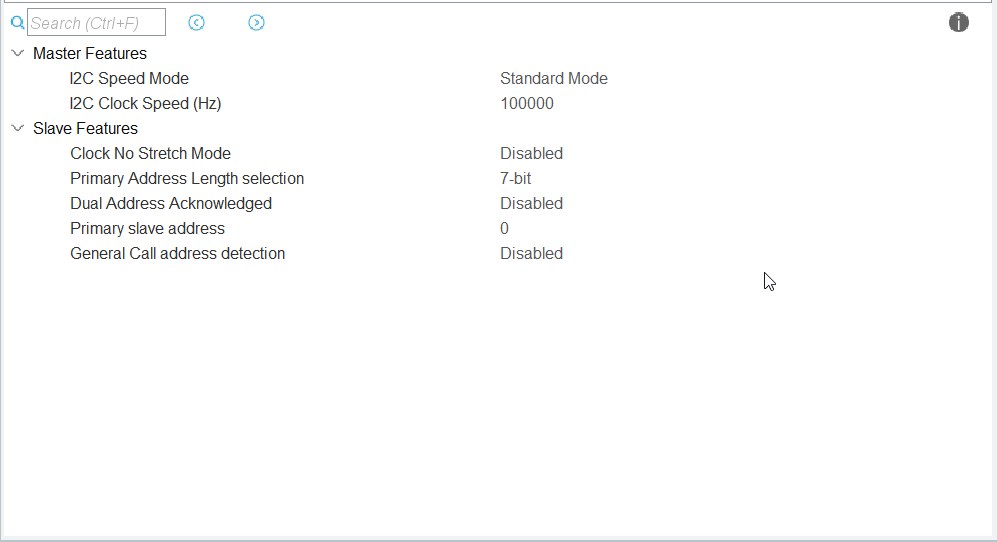 Search (Ctrl+F)
Master Features
I2C Speed Mode Standard Mode
I2C Clock Speed (Hz) 100000
Slave Features
Clock No Stretch Mode Disabled
Primary Address Length selection 7-bit
Dual Address Acknowledged Disabled
Primary slave address 0
General Call address detection Disabled